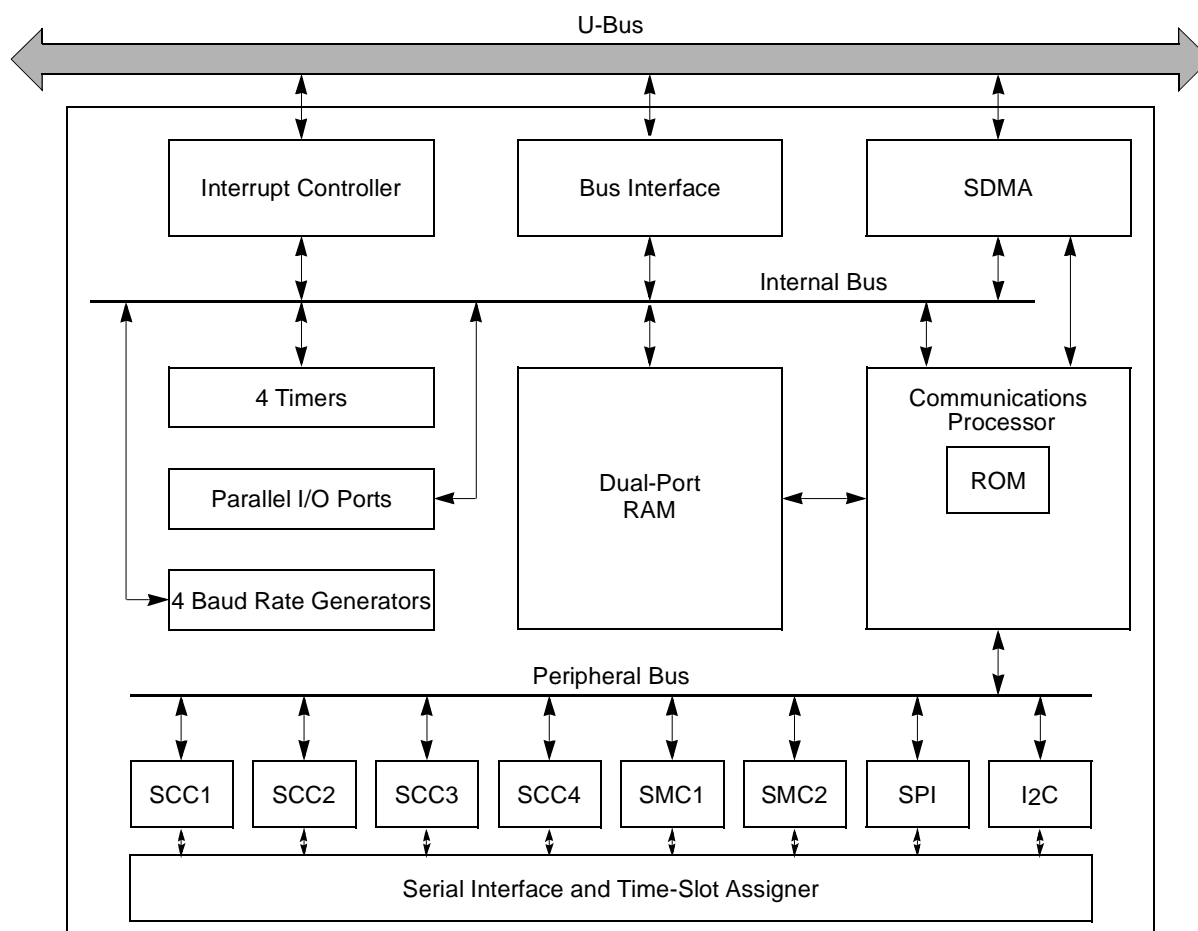 U-Bus
Interrupt Controller
Bus Interface
SDMA
Internal Bus
4 Timers
Parallel I/O Ports
4 Baud Rate Generators
Dual-Port
RAM
Communications
Processor
ROM
Peripheral Bus
SCC1
SCC2
SCC3
SCC4
SMC1
SMC2
SPI
I2C
Serial Interface and Time-Slot Assigner